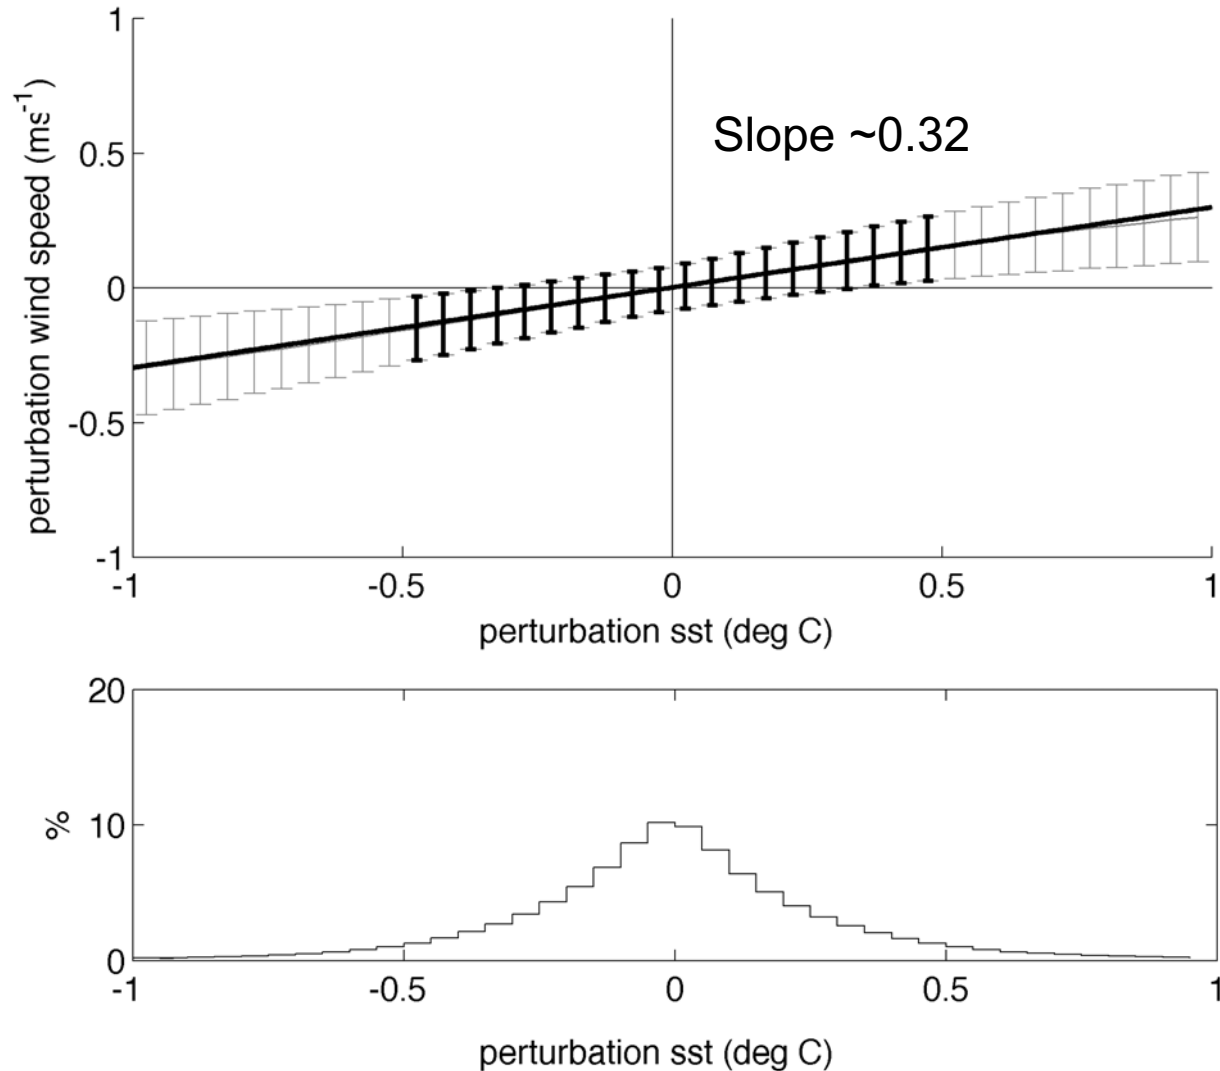 1
0.5
0
-0.5
-1
perturbation wind speed (ms-1)
Slope ~0.32
-1 -0.5 0 0.5 1
perturbation sst (deg C)
20
10
0
%
-1 -0.5 0 0.5 1
perturbation sst (deg C)